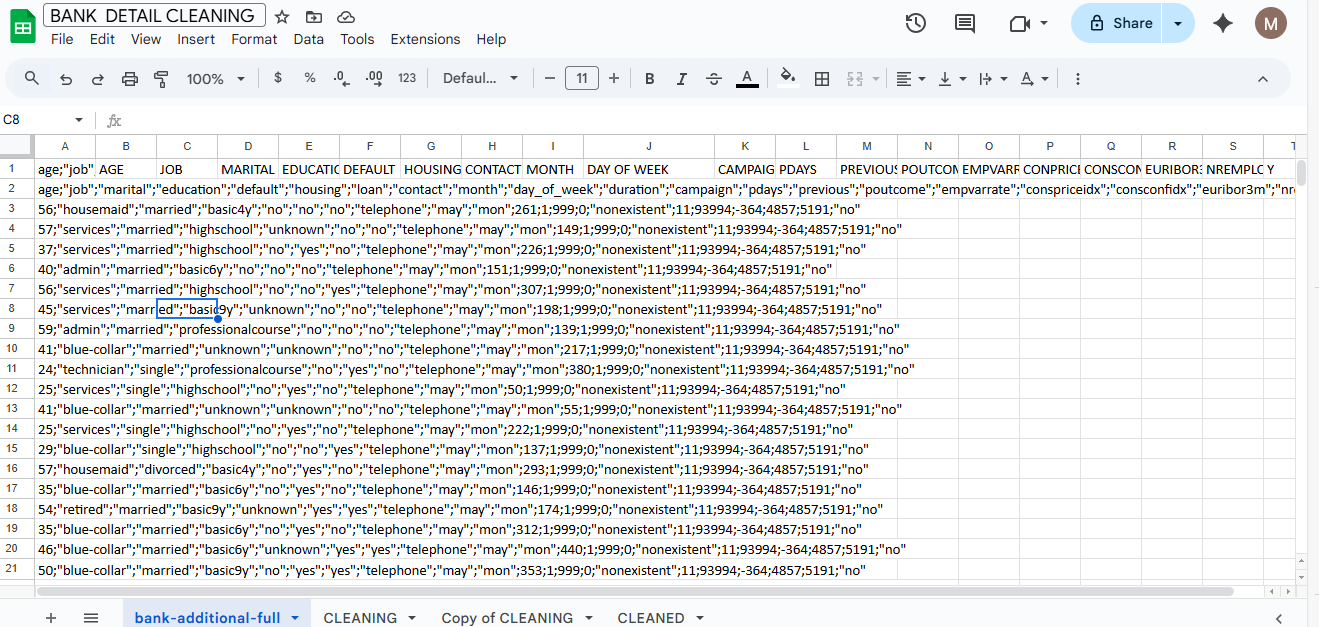 BANK DETAIL CLEANING
File Edit View Insert Format Data Tools Extensions Help
Share
M
100% $ % .0 .00 123 Defaul... − 11 + B I S A
C8 fx
A B C D E F G H I J K L M N O P Q R S T
1 age;"job", AGE JOB MARITAL EDUCATIO DEFAULT HOUSING CONTACT MONTH DAY OF WEEK CAMPAIG PDAYS PREVIOUS POUTCOM EMPVARR CONPRICE CONSCON EURIBOR3 NREMPLO Y
2 age;"job";"marital";"education";"default";"housing";"loan";"contact";"month";"day_of_week";"duration";"campaign";"pdays";"previous";"poutcome";"empvarrate";"conspriceidx";"consconfidx";"euribor3m";"nre
3 56;"housemaid";"married";"basic4y";"no";"no";"no";"telephone";"may";"mon";261;1;999;0;"nonexistent";11;93994;-364;4857;5191;"no"
4 57;"services";"married";"highschool";"unknown";"no";"no";"telephone";"may";"mon";149;1;999;0;"nonexistent";11;93994;-364;4857;5191;"no"
5 37;"services";"married";"highschool";"no";"yes";"no";"telephone";"may";"mon";226;1;999;0;"nonexistent";11;93994;-364;4857;5191;"no"
6 40;"admin";"married";"basic6y";"no";"no";"no";"telephone";"may";"mon";151;1;999;0;"nonexistent";11;93994;-364;4857;5191;"no"
7 56;"services";"married";"highschool";"no";"no";"yes";"telephone";"may";"mon";307;1;999;0;"nonexistent";11;93994;-364;4857;5191;"no"
8 45;"services";"married";"basic9y";"unknown";"no";"no";"telephone";"may";"mon";198;1;999;0;"nonexistent";11;93994;-364;4857;5191;"no"
9 59;"admin";"married";"professionalcourse";"no";"no";"no";"telephone";"may";"mon";139;1;999;0;"nonexistent";11;93994;-364;4857;5191;"no"
10 41;"blue-collar";"married";"unknown";"unknown";"no";"no";"telephone";"may";"mon";217;1;999;0;"nonexistent";11;93994;-364;4857;5191;"no"
11 24;"technician";"single";"professionalcourse";"no";"yes";"no";"telephone";"may";"mon";380;1;999;0;"nonexistent";11;93994;-364;4857;5191;"no"
12 25;"services";"single";"highschool";"no";"yes";"no";"telephone";"may";"mon";50;1;999;0;"nonexistent";11;93994;-364;4857;5191;"no"
13 41;"blue-collar";"married";"unknown";"unknown";"no";"no";"telephone";"may";"mon";55;1;999;0;"nonexistent";11;93994;-364;4857;5191;"no"
14 25;"services";"single";"highschool";"no";"yes";"no";"telephone";"may";"mon";222;1;999;0;"nonexistent";11;93994;-364;4857;5191;"no"
15 29;"blue-collar";"single";"highschool";"no";"no";"yes";"telephone";"may";"mon";137;1;999;0;"nonexistent";11;93994;-364;4857;5191;"no"
16 57;"housemaid";"divorced";"basic4y";"no";"yes";"no";"telephone";"may";"mon";293;1;999;0;"nonexistent";11;93994;-364;4857;5191;"no"
17 35;"blue-collar";"married";"basic6y";"no";"yes";"no";"telephone";"may";"mon";146;1;999;0;"nonexistent";11;93994;-364;4857;5191;"no"
18 54;"retired";"married";"basic9y";"unknown";"yes";"yes";"telephone";"may";"mon";174;1;999;0;"nonexistent";11;93994;-364;4857;5191;"no"
19 35;"blue-collar";"married";"basic6y";"no";"yes";"no";"telephone";"may";"mon";312;1;999;0;"nonexistent";11;93994;-364;4857;5191;"no"
20 46;"blue-collar";"married";"basic6y";"unknown";"yes";"yes";"telephone";"may";"mon";440;1;999;0;"nonexistent";11;93994;-364;4857;5191;"no"
21 50;"blue-collar";"married";"basic9y";"no";"yes";"yes";"telephone";"may";"mon";353;1;999;0;"nonexistent";11;93994;-364;4857;5191;"no"
+ bank-additional-full CLEANING Copy of CLEANING CLEANED